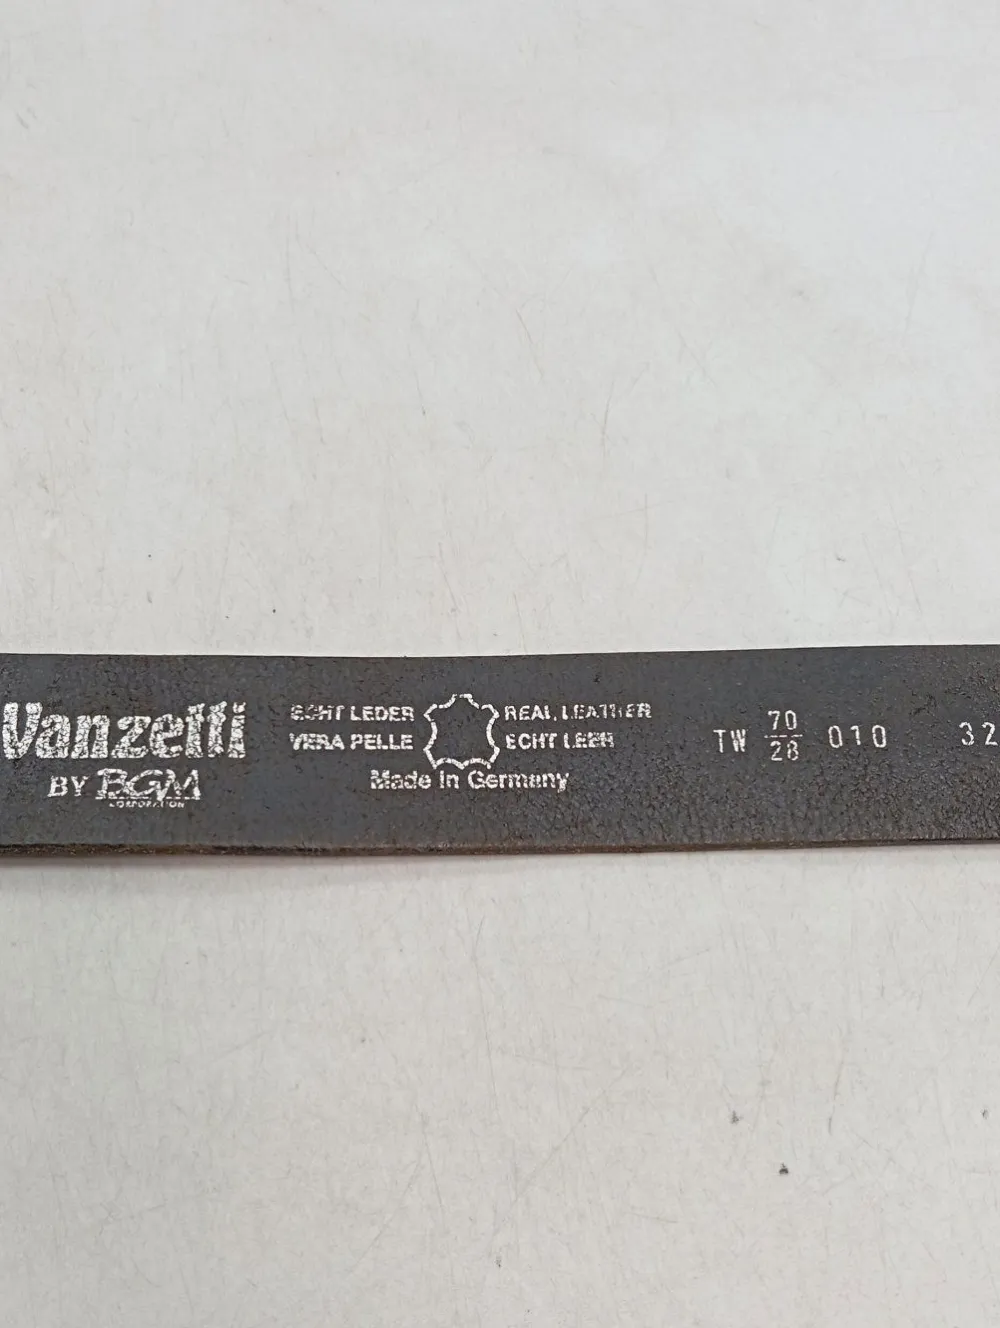 Vanzetti
BY BGM
CORPORATION
ECHT LEDER
VERA PELLE
REAL LEATHER
ECHT LEER
Made in Germany
TW 70/28 010 32